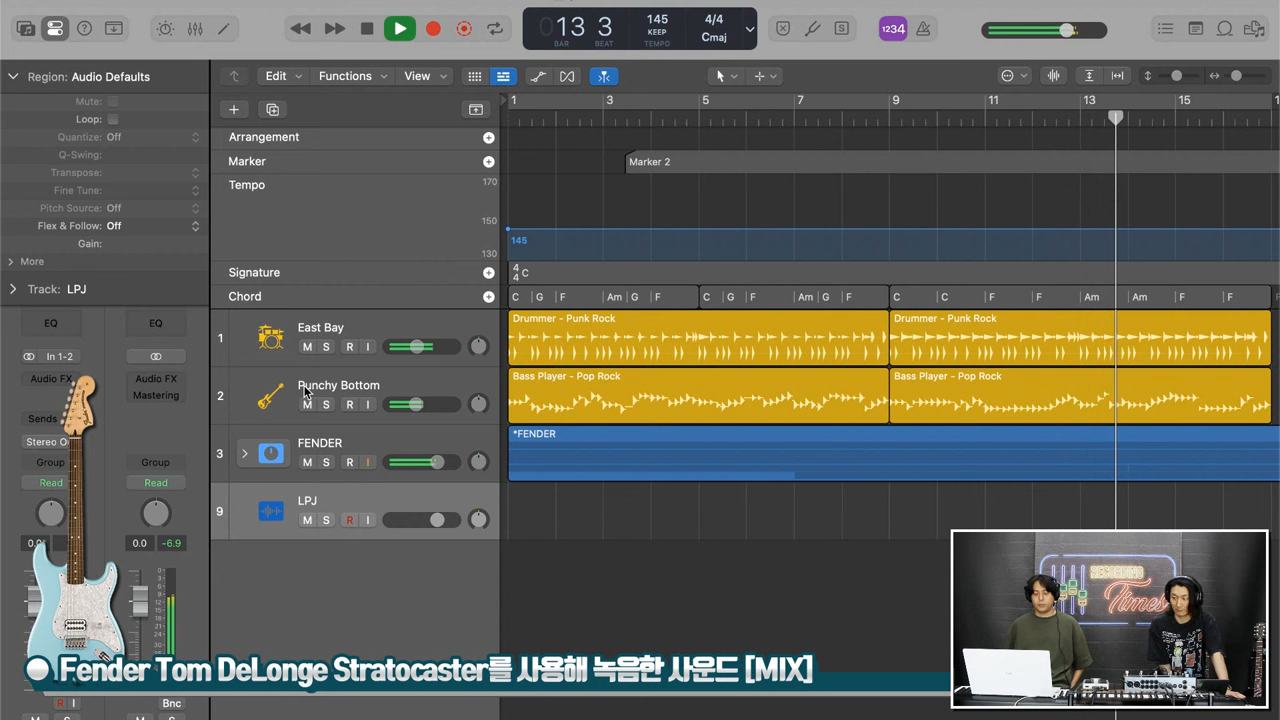 1234
13 3
BAR BEAT
145
KEEP
TEMPO
4/4
Cmaj
Region: Audio Defaults
Mute:
Loop:
Quantize: Off
Q-Swing:
Transpose:
Fine Tune:
Pitch Source: Off
Flex & Follow: Off
Gain:
More
Track: LPJ
EQ EQ
In 1-2
Audio FX Audio FX
Mastering
Sends
Stereo O
Group Group
Read Read
0.0 -6.9
R I
Bnc
Edit Functions View
1 3 5 7 9 11 13 15
Arrangement
Marker
Marker 2
Tempo
170
150
130
145
Signature
4/4 C
Chord
C G F Am G F C G F Am G F C C F F Am Am F F
1 East Bay
M S R I
Drummer - Punk Rock Drummer - Punk Rock
2 Punchy Bottom
M S R I
Bass Player - Pop Rock Bass Player - Pop Rock
3 FENDER
M S R I
*FENDER
9 LPJ
M S R I
RECORDING
Times
Fender Tom DeLonge Stratocaster를 사용해 녹음한 사운드 [MIX]